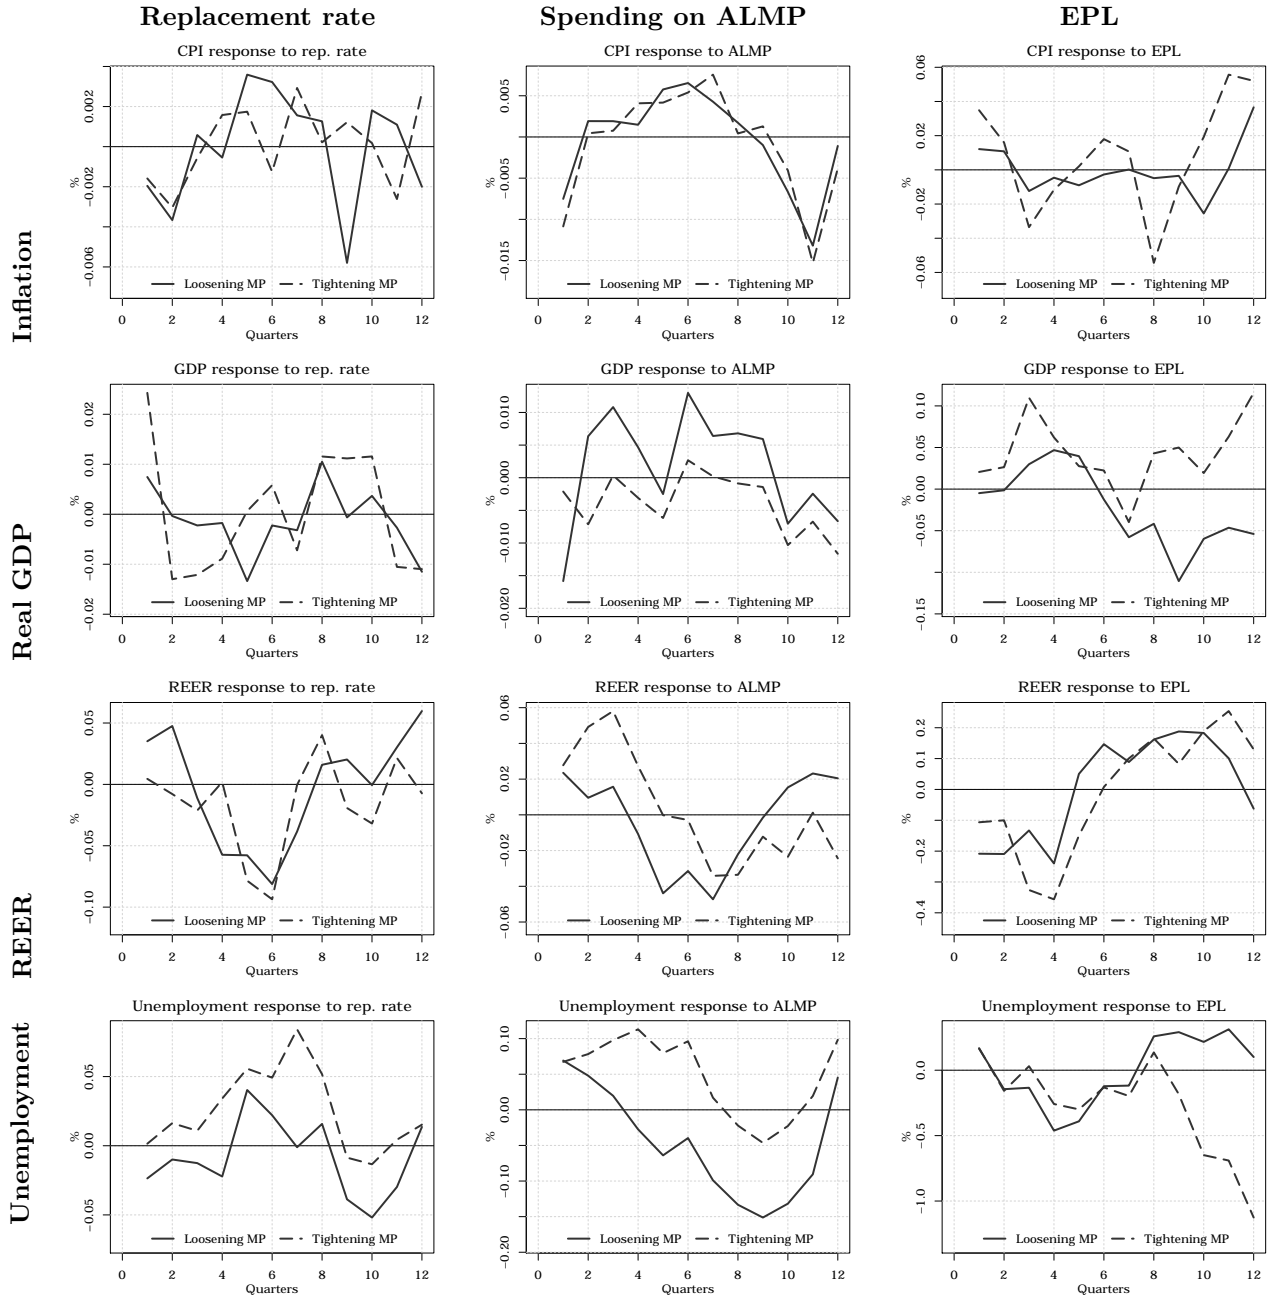 Replacement rate
Spending on ALMP
EPL
Inflation
CPI response to rep. rate
%
0.002
-0.002
-0.006
Loosening MP
Tightening MP
0 2 4 6 8 10 12
Quarters
CPI response to ALMP
%
0.005
-0.005
-0.015
Loosening MP
Tightening MP
0 2 4 6 8 10 12
Quarters
CPI response to EPL
%
0.06
0.02
-0.02
-0.06
Loosening MP
Tightening MP
0 2 4 6 8 10 12
Quarters
Real GDP
GDP response to rep. rate
%
0.02
0.01
0.00
-0.01
-0.02
Loosening MP
Tightening MP
0 2 4 6 8 10 12
Quarters
GDP response to ALMP
%
0.010
0.000
-0.010
-0.020
Loosening MP
Tightening MP
0 2 4 6 8 10 12
Quarters
GDP response to EPL
%
0.10
0.05
0.00
-0.05
-0.15
Loosening MP
Tightening MP
0 2 4 6 8 10 12
Quarters
REER
REER response to rep. rate
%
0.05
0.00
-0.05
-0.10
Loosening MP
Tightening MP
0 2 4 6 8 10 12
Quarters
REER response to ALMP
%
0.06
0.02
-0.02
-0.06
Loosening MP
Tightening MP
0 2 4 6 8 10 12
Quarters
REER response to EPL
%
0.2
0.1
0.0
-0.2
-0.4
Loosening MP
Tightening MP
0 2 4 6 8 10 12
Quarters
Unemployment
Unemployment response to rep. rate
%
0.05
0.00
-0.05
Loosening MP
Tightening MP
0 2 4 6 8 10 12
Quarters
Unemployment response to ALMP
%
0.10
0.00
-0.10
-0.20
Loosening MP
Tightening MP
0 2 4 6 8 10 12
Quarters
Unemployment response to EPL
%
0.0
-0.5
-1.0
Loosening MP
Tightening MP
0 2 4 6 8 10 12
Quarters